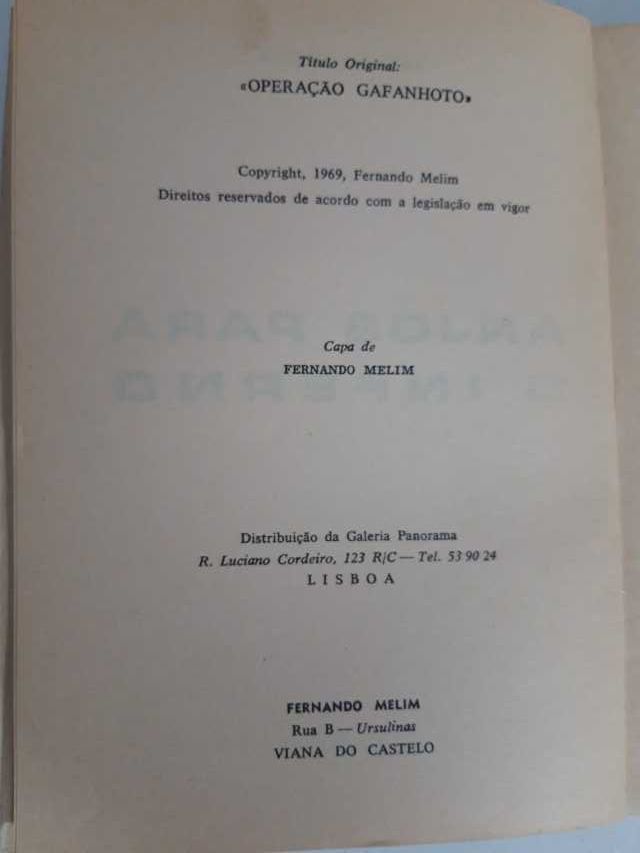 Título Original:
«OPERAÇÃO GAFANHOTO»
Copyright, 1969, Fernando Melim
Direitos reservados de acordo com a legislação em vigor
Capa de
FERNANDO MELIM
Distribuição da Galeria Panorama
R. Luciano Cordeiro, 123 R/C — Tel. 53 90 24
LISBOA
FERNANDO MELIM
Rua B — Ursulinas
VIANA DO CASTELO